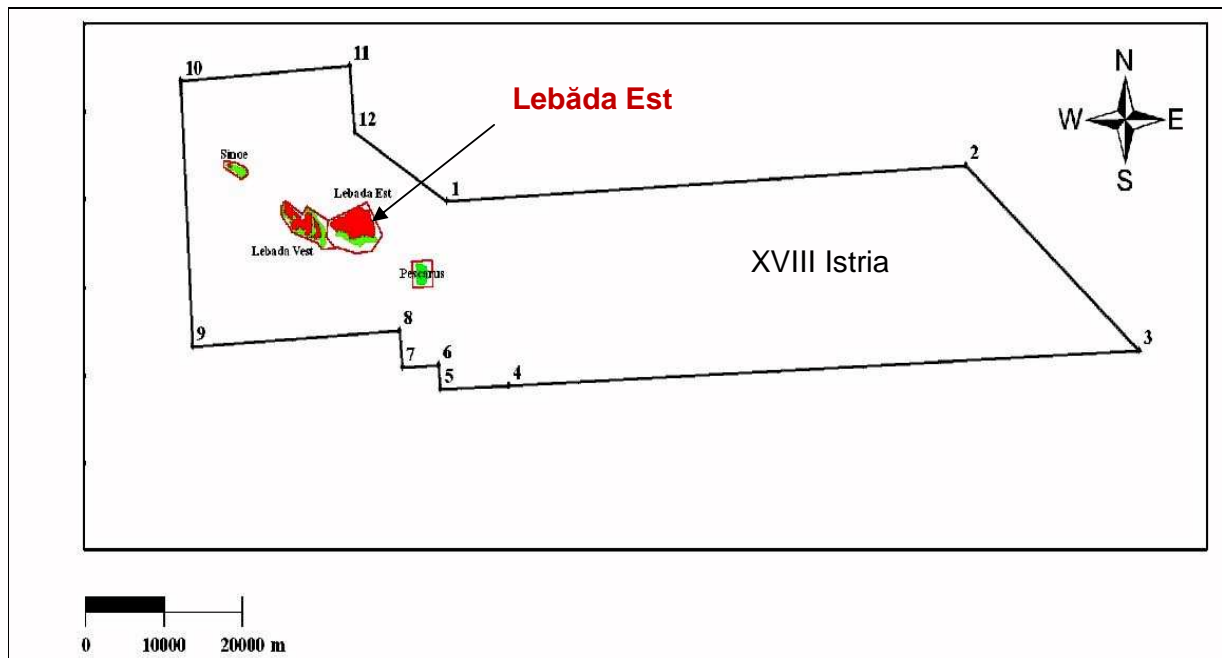 11
10
N
Lebăda Est
12
W E
Sinoe
2
S
Lebada Est
1
Lebada Vest
XVIII Istria
Pescarus
8
9
3
7
6
5
4
0 10000 20000 m